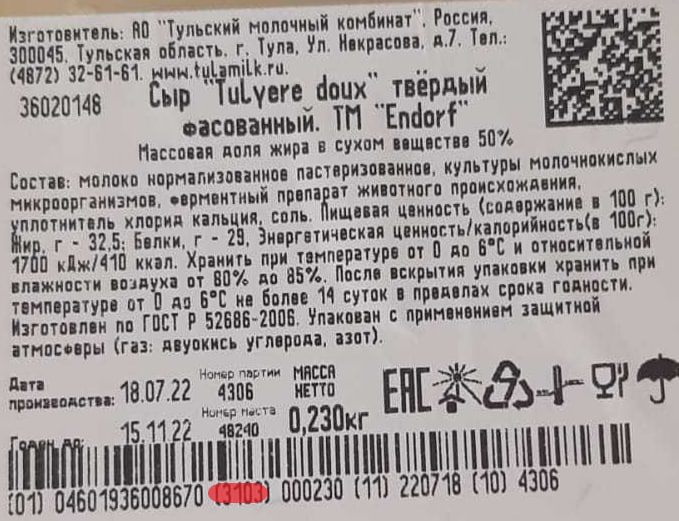 Изготовитель: АО "Тульский молочный комбинат". Россия,
300045. Тульская область. г. Тула, Ул. Некрасова, д.7. Тел.:
(4872) 32-61-61. www.tulamilk.ru.
36020148
Сыр "Tulyere doux" твёрдый
фасованный. ТМ "Endorf"
Массовая доля жира в сухом веществе 50%
Состав: молоко нормализованное пастеризованное, культуры молочнокислых
микроорганизмов, ферментный препарат животного происхождения,
уплотнитель хлорид кальция, соль. Пищевая ценность (содержание в 100 г):
Жир, г - 32,5; Белки, г - 29, Энергетическая ценность/калорийность(в 100г):
1700 кДж/410 ккал. Хранить при температуре от 0 до 6°С и относительной
влажности воздуха от 80% до 85%. После вскрытия упаковки хранить при
температуре от 0 до 6°С не более 14 суток в пределах срока годности.
Изготовлен по ГОСТ Р 52686-2006. Упакован с применением защитной
атмосферы (газ: двуокись углерода, азот).
Дата производства: 18.07.22
Номер партии 4306
МАССА НЕТТО
0,230кг
EAC
Годен до: 15.11.22
Номер места 48240
(01) 04601936008670 (3103) 000230 (11) 220718 (10) 4306